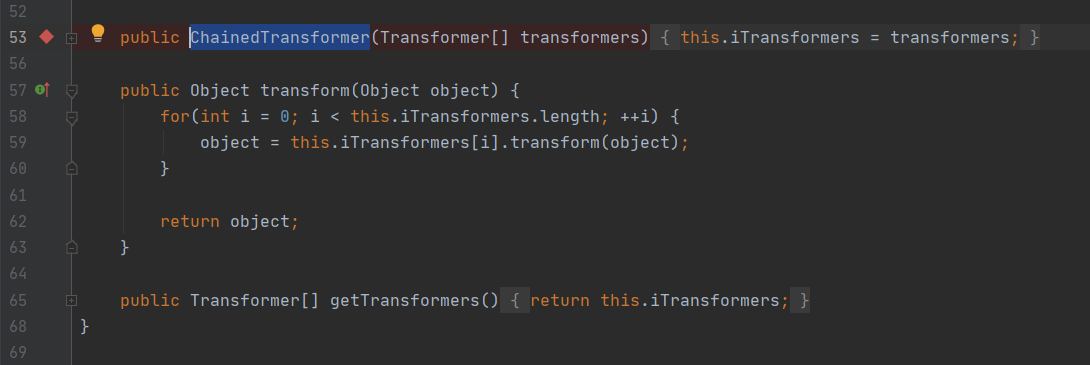 52
53 public ChainedTransformer(Transformer[] transformers) { this.iTransformers = transformers; }
56
57 public Object transform(Object object) {
58 for(int i = 0; i < this.iTransformers.length; ++i) {
59 object = this.iTransformers[i].transform(object);
60 }
61
62 return object;
63 }
64
65 public Transformer[] getTransformers() { return this.iTransformers; }
68 }
69